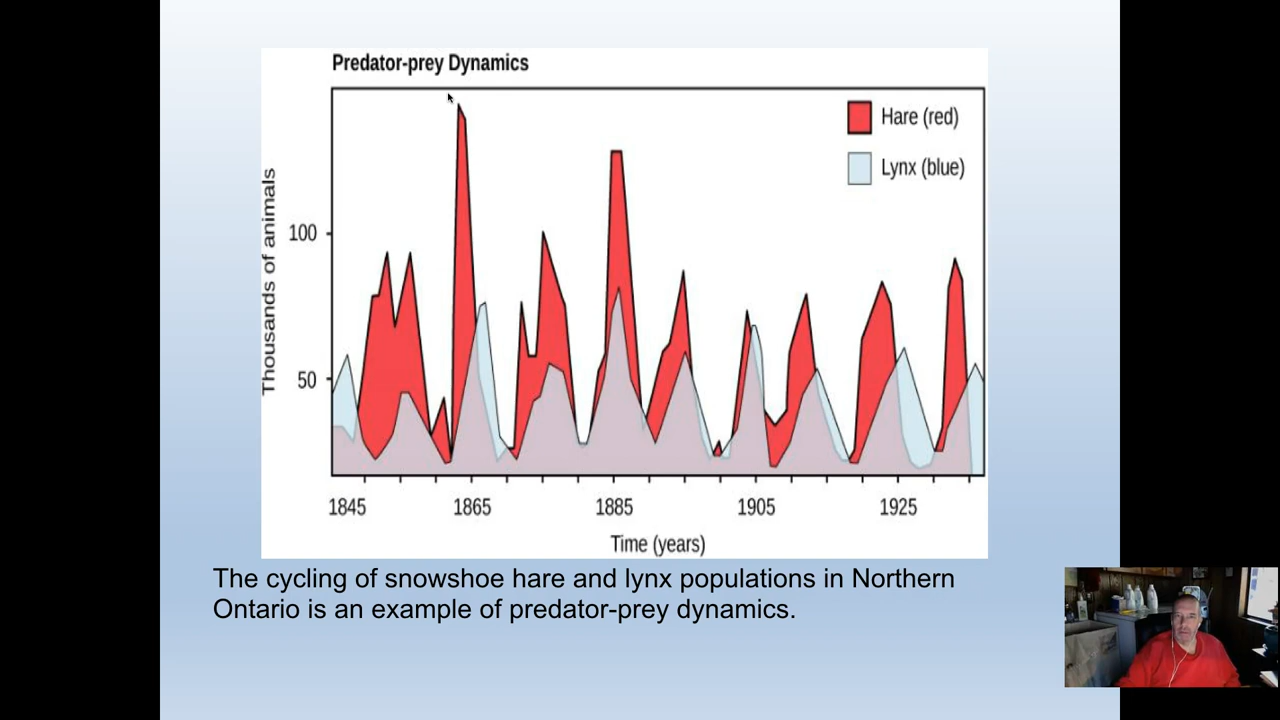 Predator-prey Dynamics
Hare (red)
Lynx (blue)
Thousands of animals
100
50
1845 1865 1885 1905 1925
Time (years)
The cycling of snowshoe hare and lynx populations in Northern
Ontario is an example of predator-prey dynamics.